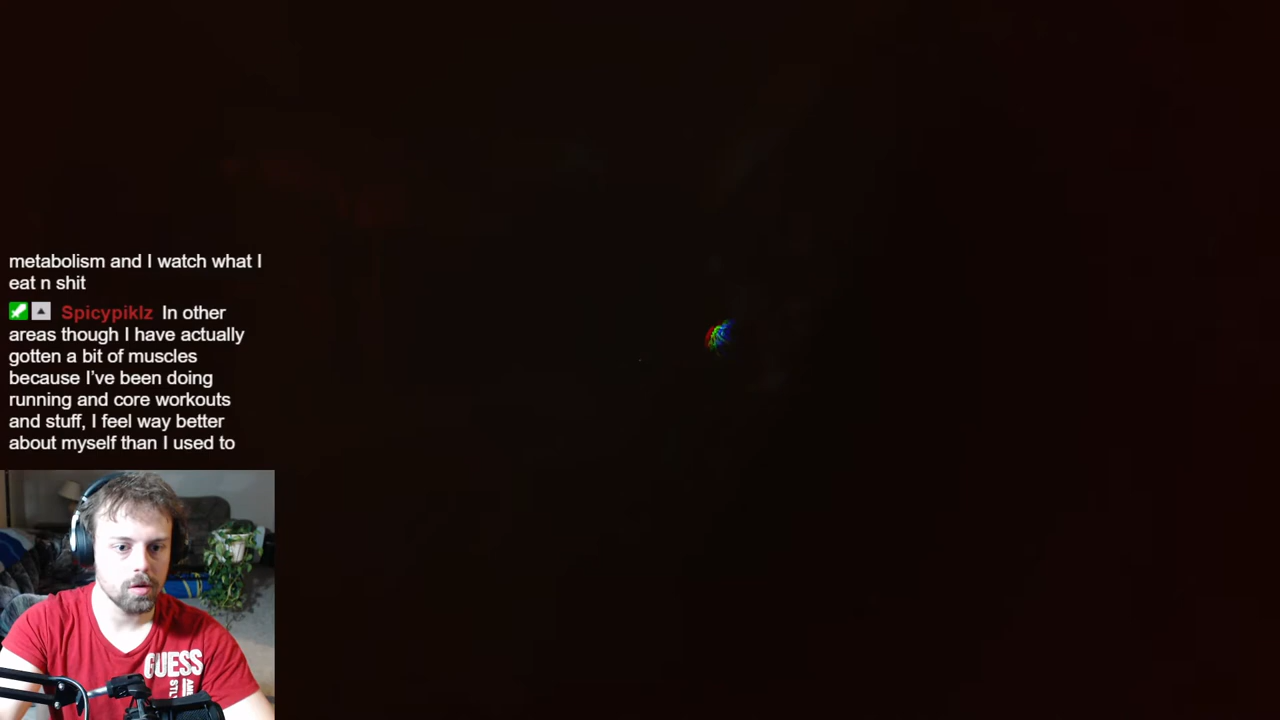 metabolism and I watch what I
eat n shit
Spicypiklz In other
areas though I have actually
gotten a bit of muscles
because I've been doing
running and core workouts
and stuff, I feel way better
about myself than I used to
GUESS